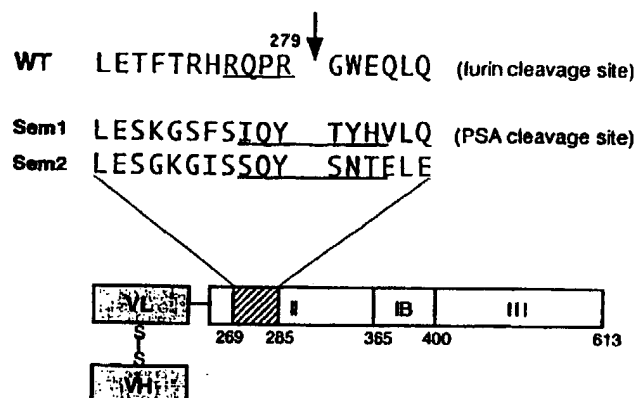 279
WT LETFTRHRQPR GWEQLQ (furin cleavage site)
Sem1 LESKGSFSIQY TYHVLQ (PSA cleavage site)
Sem2 LESGKGISSQY SNTELE
VL II IB III
269 285 365 400 613
S
S
VH